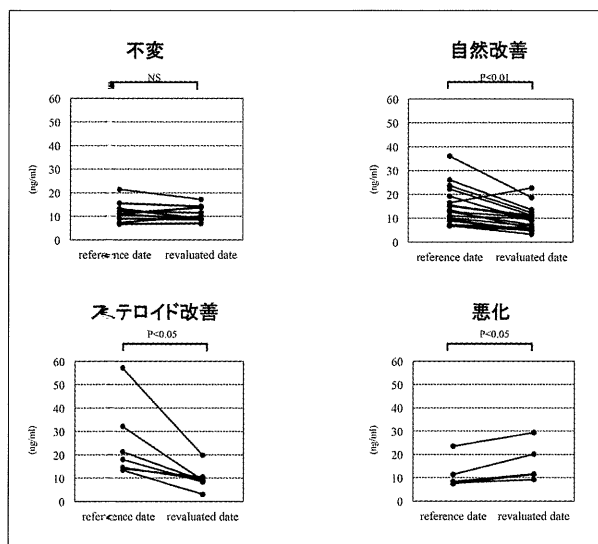 不変
NS
60
50
40
30
20
10
0
(ng/ml)
reference date revaluated date
自然改善
P<0.01
60
50
40
30
20
10
0
(ng/ml)
reference date revaluated date
ステロイド改善
P<0.05
60
50
40
30
20
10
0
(ng/ml)
reference date revaluated date
悪化
P<0.05
60
50
40
30
20
10
0
(ng/ml)
reference date revaluated date